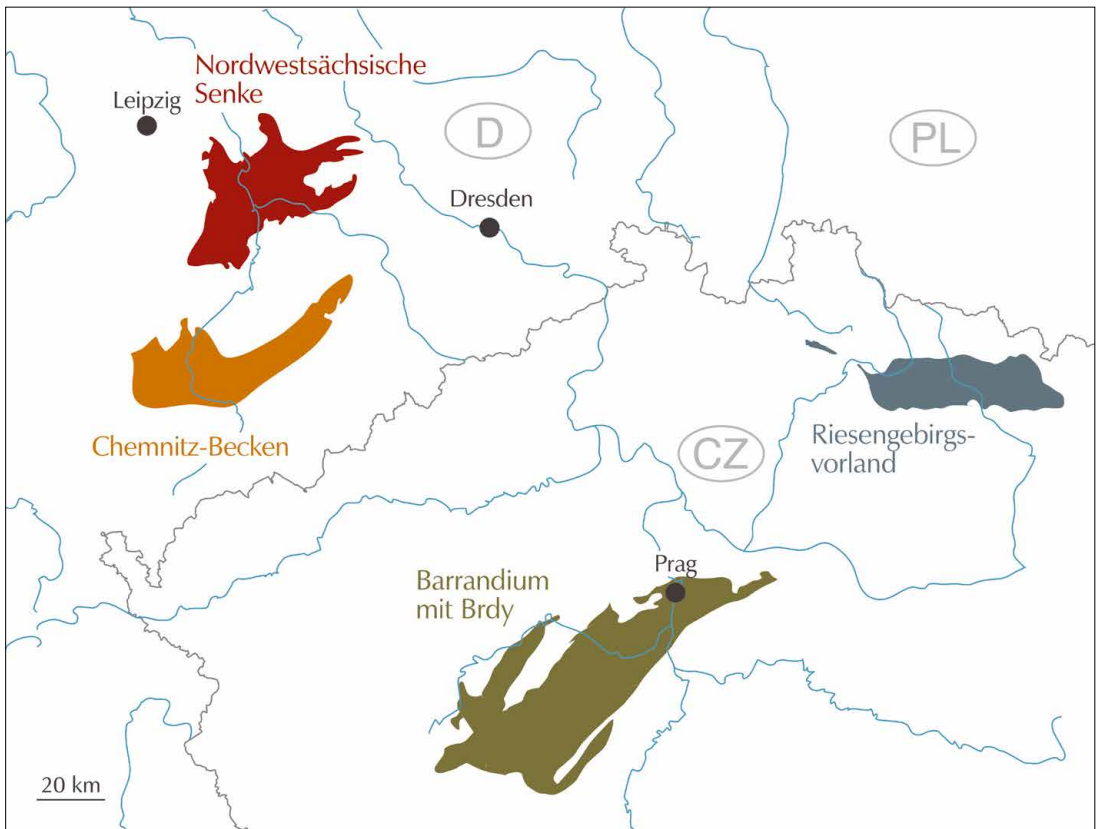 Nordwestsächsische
Senke
Leipzig
D
PL
Dresden
Chemnitz-Becken
CZ
Riesengebirgs-
vorland
Prag
Barrandium
mit Brdy
20 km